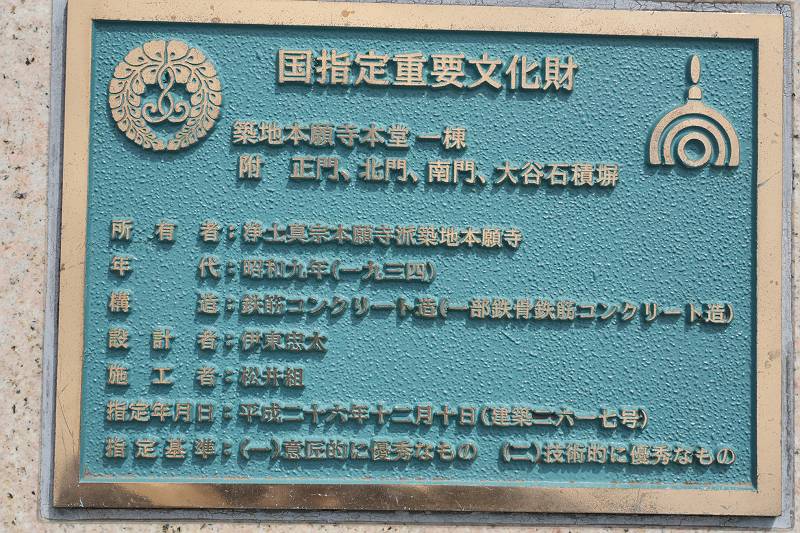 国指定重要文化財
築地本願寺本堂 一棟
附 正門、北門、南門、大谷石積塀
所有者：浄土真宗本願寺派築地本願寺
年代：昭和九年（一九三四）
構造：鉄筋コンクリート造（一部鉄骨鉄筋コンクリート造）
設計者：伊東忠太
施工者：松井組
指定年月日：平成二十六年十二月十日（建築二六一七号）
指定基準：（一）意匠的に優秀なもの （二）技術的に優秀なもの